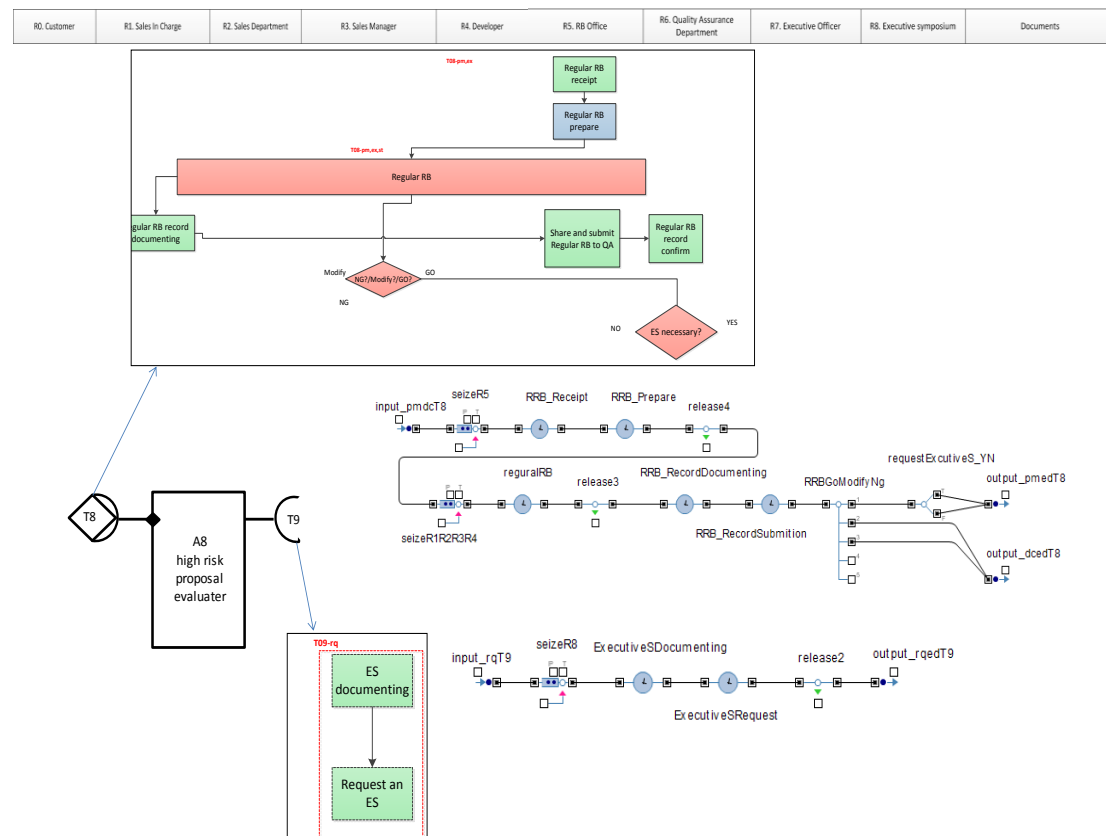 R0. Customer
R1. Sales In Charge
R2. Sales Department
R3. Sales Manager
R4. Developer
R5. RB Office
R6. Quality Assurance
Department
R7. Executive Officer
R8. Executive symposium
Documents
T08-pm,ex
Regular RB
receipt
Regular RB
prepare
T08-pm,ex,st
Regular RB
gular RB record
documenting
Share and submit
Regular RB to QA
Regular RB
record
confirm
Modify
NG?/Modify?/GO?
GO
NG
NO
ES necessary?
YES
input_pmdcT8
seizeR5
P T
RRB_Receipt
RRB_Prepare
release4
seizeR1R2R3R4
P T
reguralRB
release3
RRB_RecordDocumenting
RRB_RecordSubmition
RRBGoModifyNg
1
2
3
4
5
requestExcutiveS_YN
T
F
output_pmedT8
output_dcedT8
T8
A8
high risk
proposal
evaluater
T9
T09-rq
ES
documenting
Request an
ES
input_rqT9
seizeR8
P T
ExecutiveSDocumenting
ExecutiveSRequest
release2
output_rqedT9